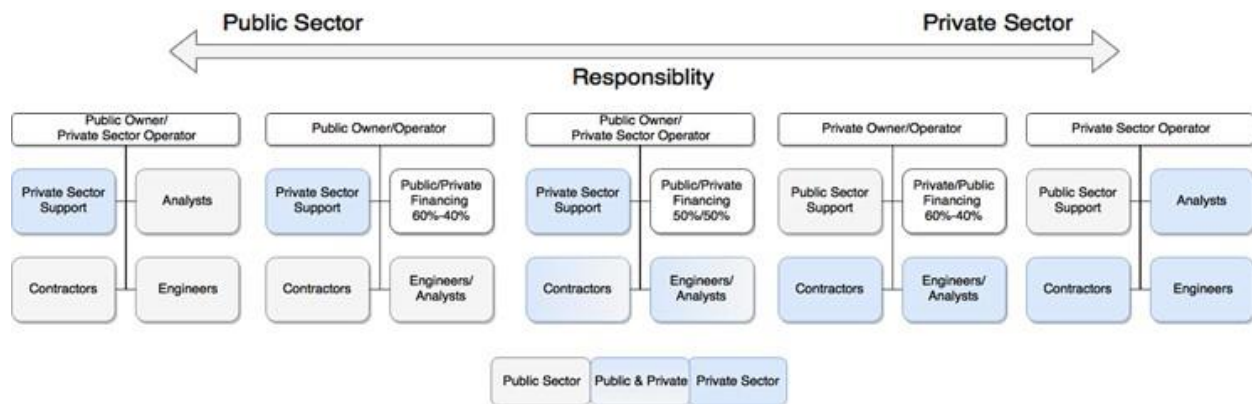 Public Sector
Private Sector
Responsiblity
Public Owner/
Private Sector Operator
Private Sector
Support
Analysts
Contractors
Engineers
Public Owner/Operator
Private Sector
Support
Public/Private
Financing
60%-40%
Contractors
Engineers/
Analysts
Public Owner/
Private Sector Operator
Private Sector
Support
Public/Private
Financing
50%/50%
Contractors
Engineers/
Analysts
Private Owner/Operator
Public Sector
Support
Private/Public
Financing
60%-40%
Contractors
Engineers/
Analysts
Private Sector Operator
Public Sector
Support
Analysts
Contractors
Engineers
Public Sector
Public & Private
Private Sector